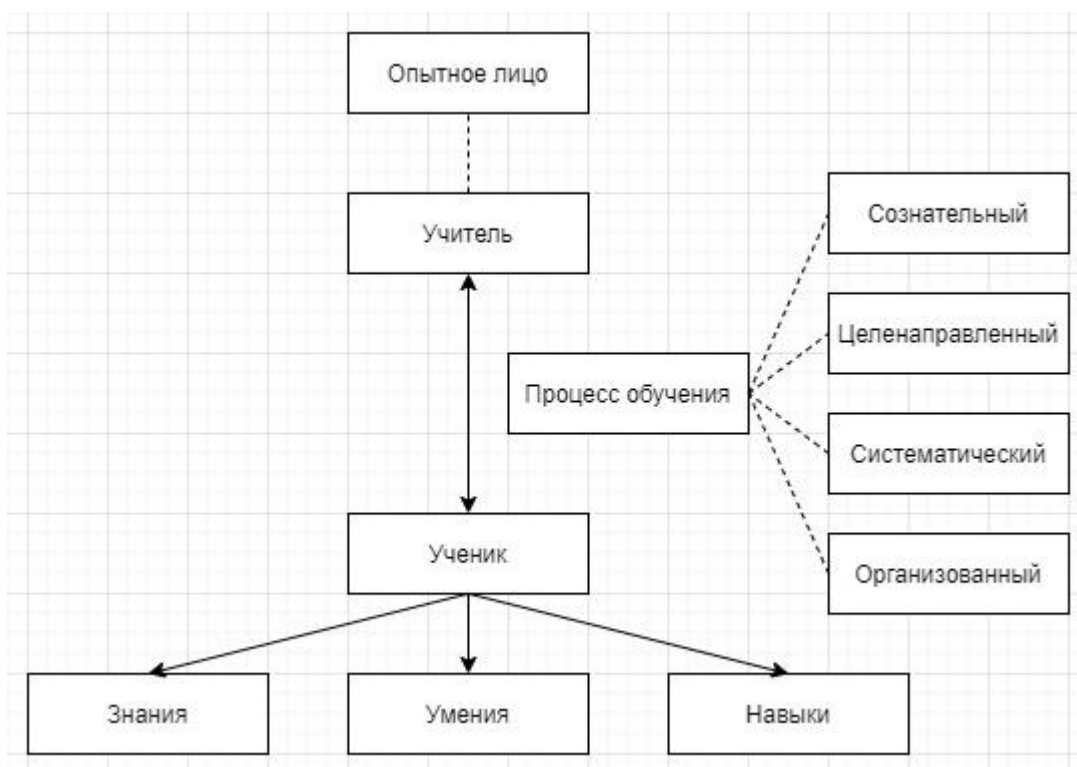 Опытное лицо
Учитель
Сознательный
Целенаправленный
Процесс обучения
Систематический
Ученик
Организованный
Знания
Умения
Навыки